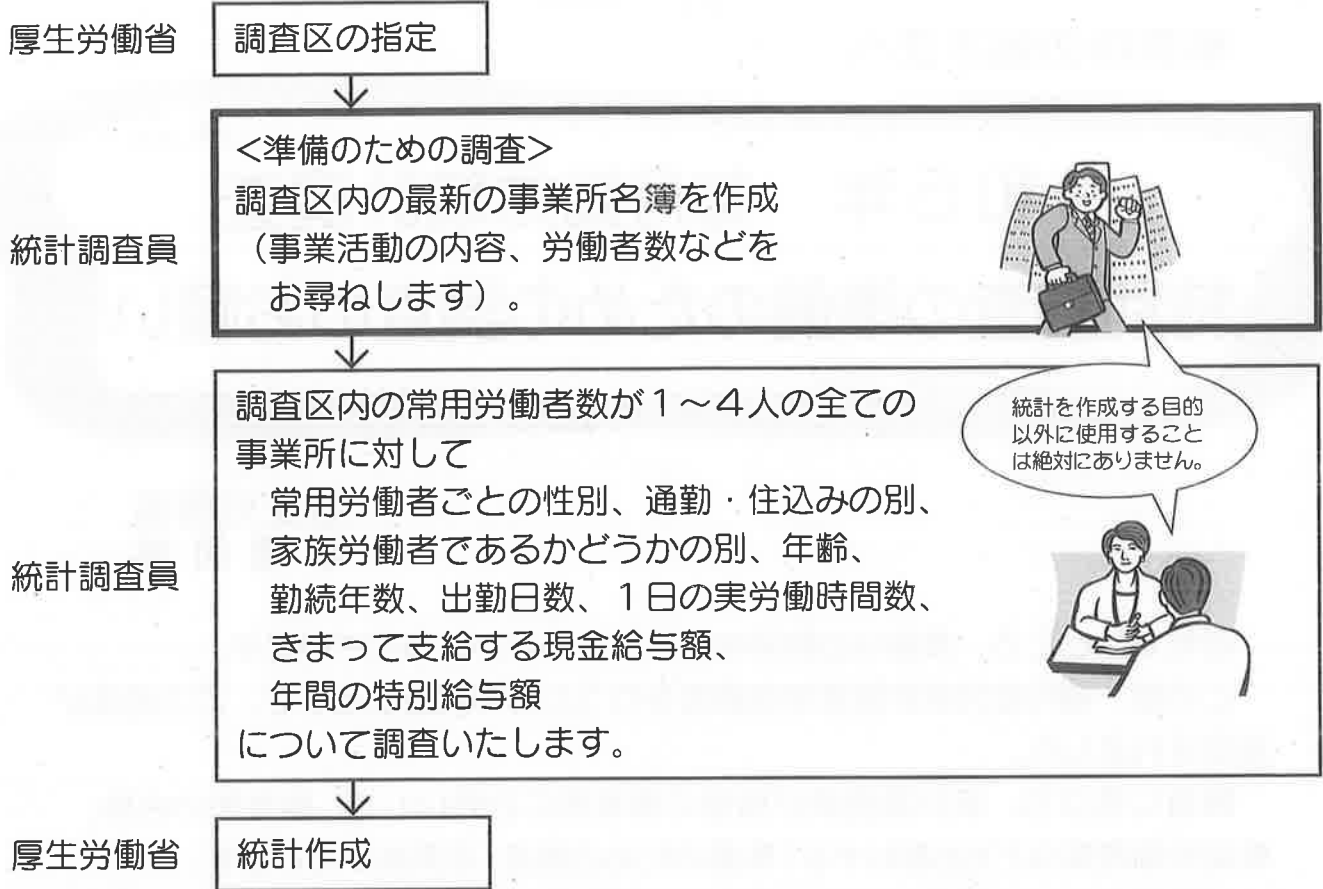 厚生労働省
調査区の指定
統計調査員
<準備のための調査>
調査区内の最新の事業所名簿を作成
（事業活動の内容、労働者数などを
お尋ねします）。
統計調査員
調査区内の常用労働者数が１～４人の全ての
事業所に対して
常用労働者ごとの性別、通勤・住込みの別、
家族労働者であるかどうかの別、年齢、
勤続年数、出勤日数、１日の実労働時間数、
きまって支給する現金給与額、
年間の特別給与額
について調査いたします。
統計を作成する目的
以外に使用すること
は絶対にありません。
厚生労働省
統計作成